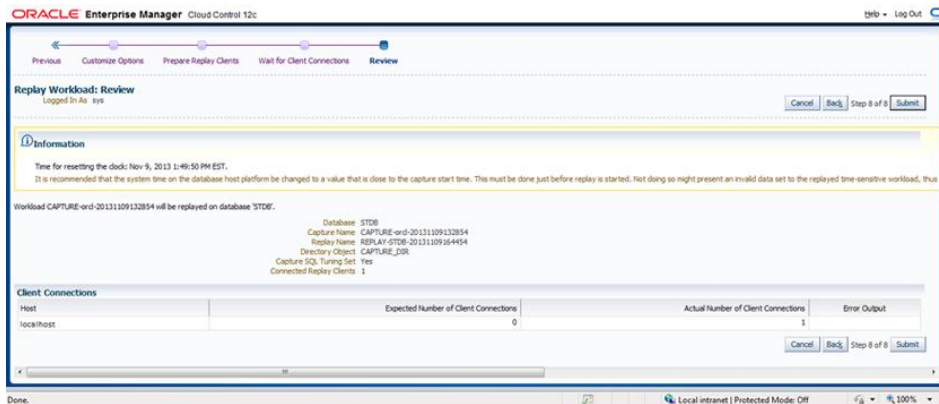 ORACLE Enterprise Manager Cloud Control 12c
Help Log Out
Previous Customize Options Prepare Replay Clients Wait for Client Connections Review
Replay Workload: Review
Logged In As sys
Cancel Back Step 8 of 8 Submit
Information
Time for resetting the clock: Nov 9, 2013 1:49:50 PM EST.
It is recommended that the system time on the database host platform be changed to a value that is close to the capture start time. This must be done just before replay is started. Not doing so might present an invalid data set to the replayed time-sensitive workload, thus
Workload CAPTURE-orcl-20131109132854 will be replayed on database 'STDB'.
Database STDB
Capture Name CAPTURE-orcl-20131109132854
Replay Name REPLAY-STDB-20131109164454
Directory Object CAPTURE_DIR
Capture SQL Tuning Set Yes
Connected Replay Clients 1
Client Connections
Host Expected Number of Client Connections Actual Number of Client Connections Error Output
localhost 0 1
Cancel Back Step 8 of 8 Submit
Done. Local intranet | Protected Mode: Off 100%